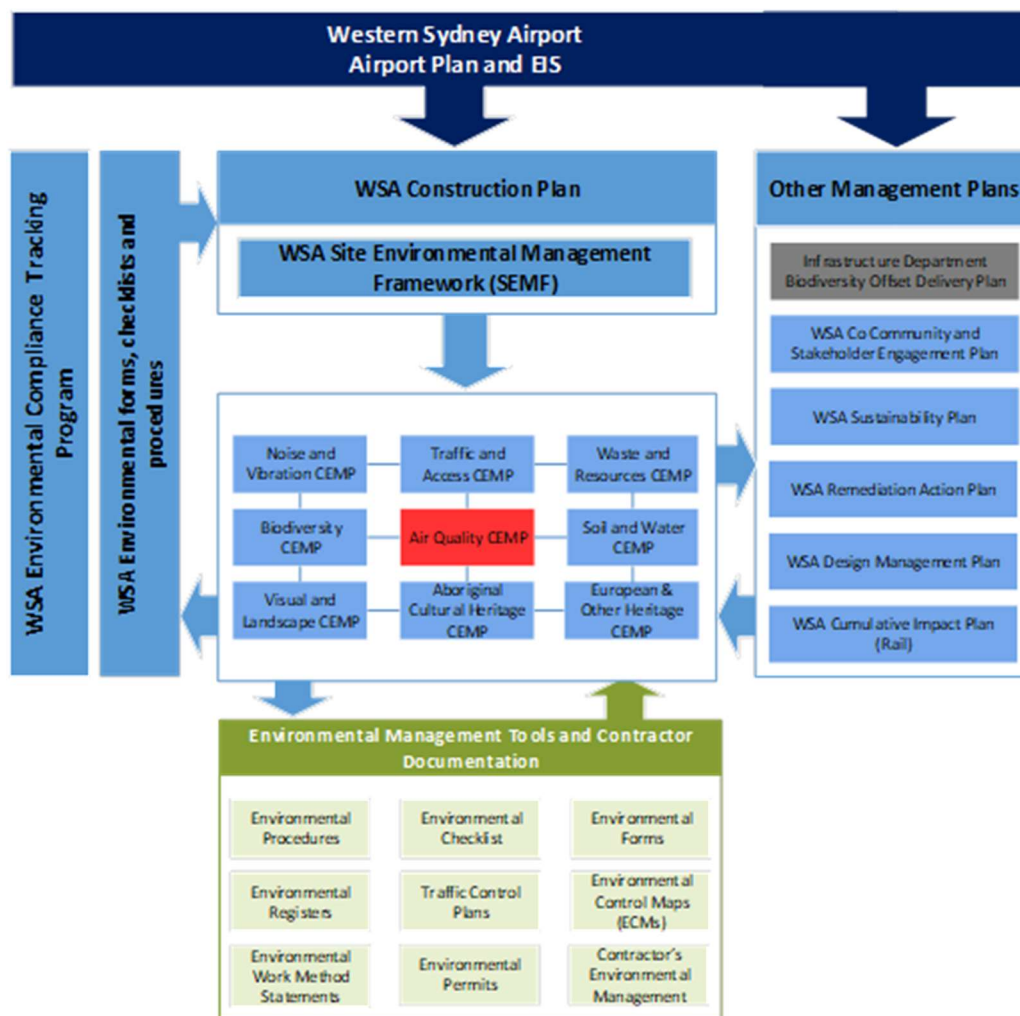 Western Sydney Airport
Airport Plan and EIS
WSA Environmental Compliance Tracking
Program
WSA Environmental forms, checklists and
procedures
WSA Construction Plan
WSA Site Environmental Management
Framework (SEMF)
Other Management Plans
Infrastructure Department
Biodiversity Offset Delivery Plan
WSA Co Community and
Stakeholder Engagement Plan
WSA Sustainability Plan
WSA Remediation Action Plan
WSA Design Management Plan
WSA Cumulative Impact Plan
(Rail)
Noise and
Vibration CEMP
Traffic and
Access CEMP
Waste and
Resources CEMP
Biodiversity
CEMP
Air Quality CEMP
Soil and Water
CEMP
Visual and
Landscape CEMP
Aboriginal
Cultural Heritage
CEMP
European &
Other Heritage
CEMP
Environmental Management Tools and Contractor
Documentation
Environmental
Procedures
Environmental
Checklist
Environmental
Forms
Environmental
Registers
Traffic Control
Plans
Environmental
Control Maps
(ECMs)
Environmental
Work Method
Statements
Environmental
Permits
Contractor's
Environmental
Management